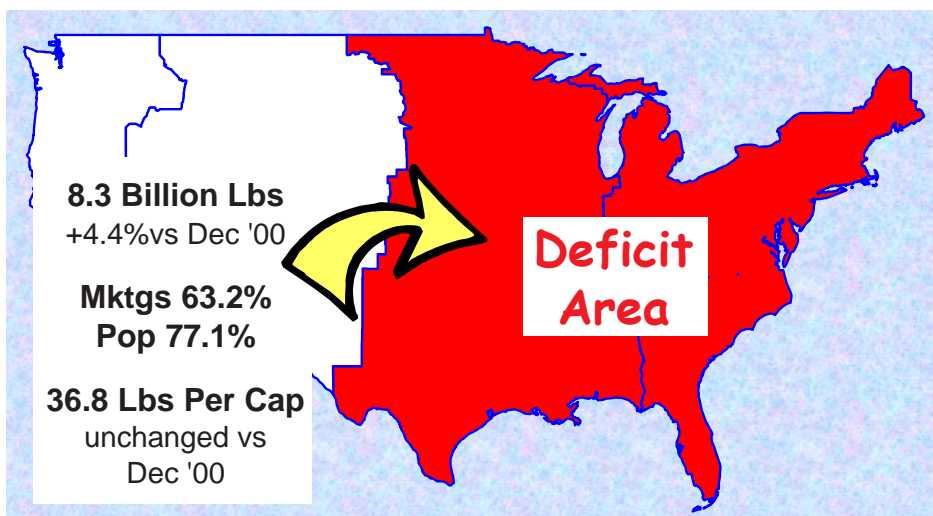 8.3 Billion Lbs
+4.4%vs Dec '00
Mktgs 63.2%
Pop 77.1%
36.8 Lbs Per Cap
unchanged vs
Dec '00
Deficit
Area